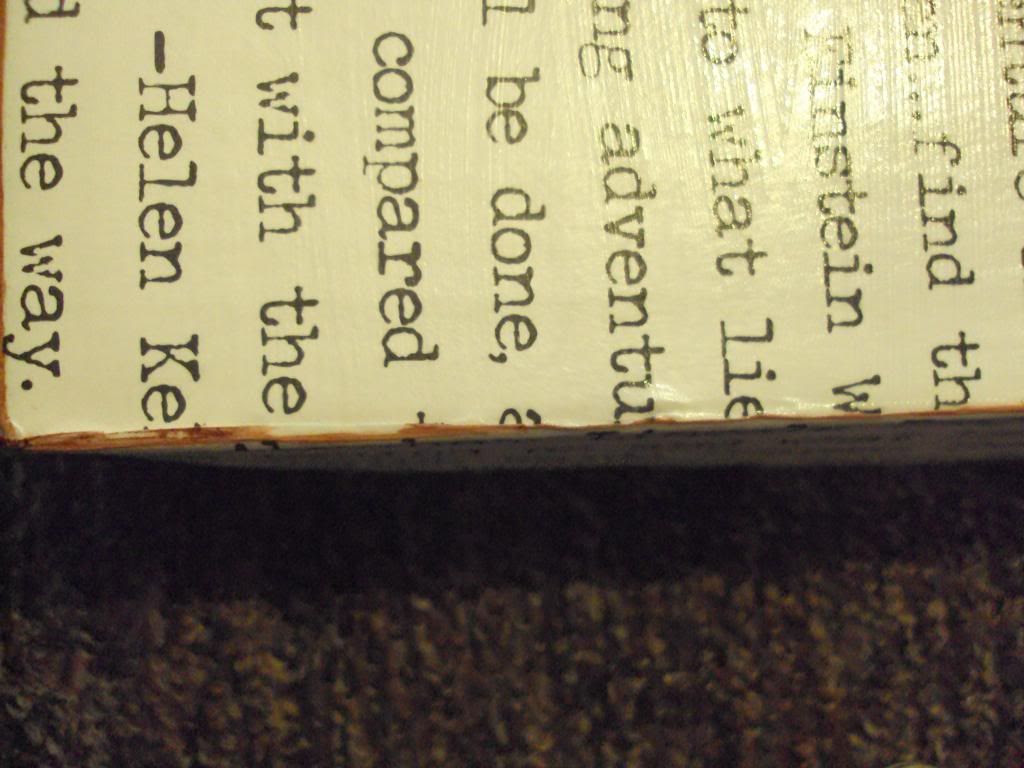 m...find th
Einstein W
to what lie
ng adventu
l be done, a
compared
t with the
—Helen Ke
d the way.